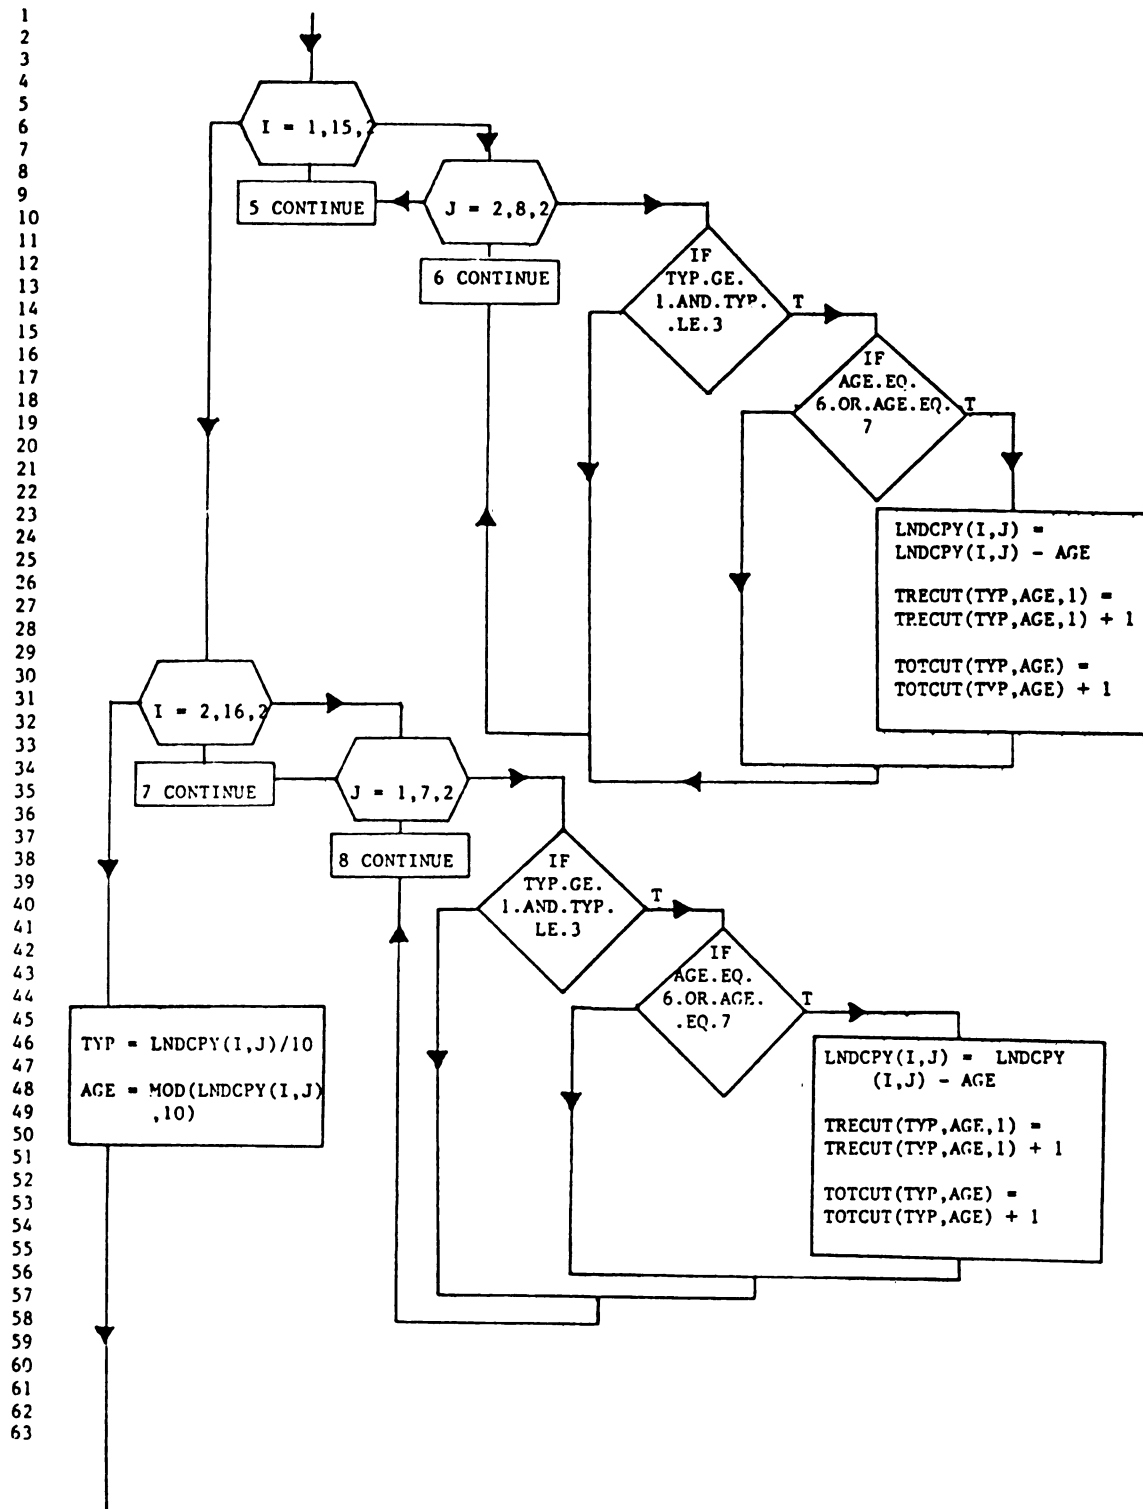 1
2
3
4
5
6
7
8
9
10
11
12
13
14
15
16
17
18
19
20
21
22
23
24
25
26
27
28
29
30
31
32
33
34
35
36
37
38
39
40
41
42
43
44
45
46
47
48
49
50
51
52
53
54
55
56
57
58
59
60
61
62
63
I = 1,15,2
5 CONTINUE
J = 2,8,2
6 CONTINUE
IF
TYP.GE.
1.AND.TYP.
.LE.3
T
IF
AGE.EQ.
6.OR.AGE.EQ.
7
T
LNDCPY(I,J) =
LNDCPY(I,J) - AGE
TRECUT(TYP,AGE,1) =
TRECUT(TYP,AGE,1) + 1
TOTCUT(TYP,AGE) =
TOTCUT(TYP,AGE) + 1
I = 2,16,2
7 CONTINUE
J = 1,7,2
8 CONTINUE
IF
TYP.GE.
1.AND.TYP.
LE.3
T
IF
AGE.EQ.
6.OR.AGE.
.EQ.7
T
LNDCPY(I,J) = LNDCPY
(I,J) - AGE
TRECUT(TYP,AGE,1) =
TRECUT(TYP,AGE,1) + 1
TOTCUT(TYP,AGE) =
TOTCUT(TYP,AGE) + 1
TYP = LNDCPY(I,J)/10
AGE = MOD(LNDCPY(I,J)
,10)